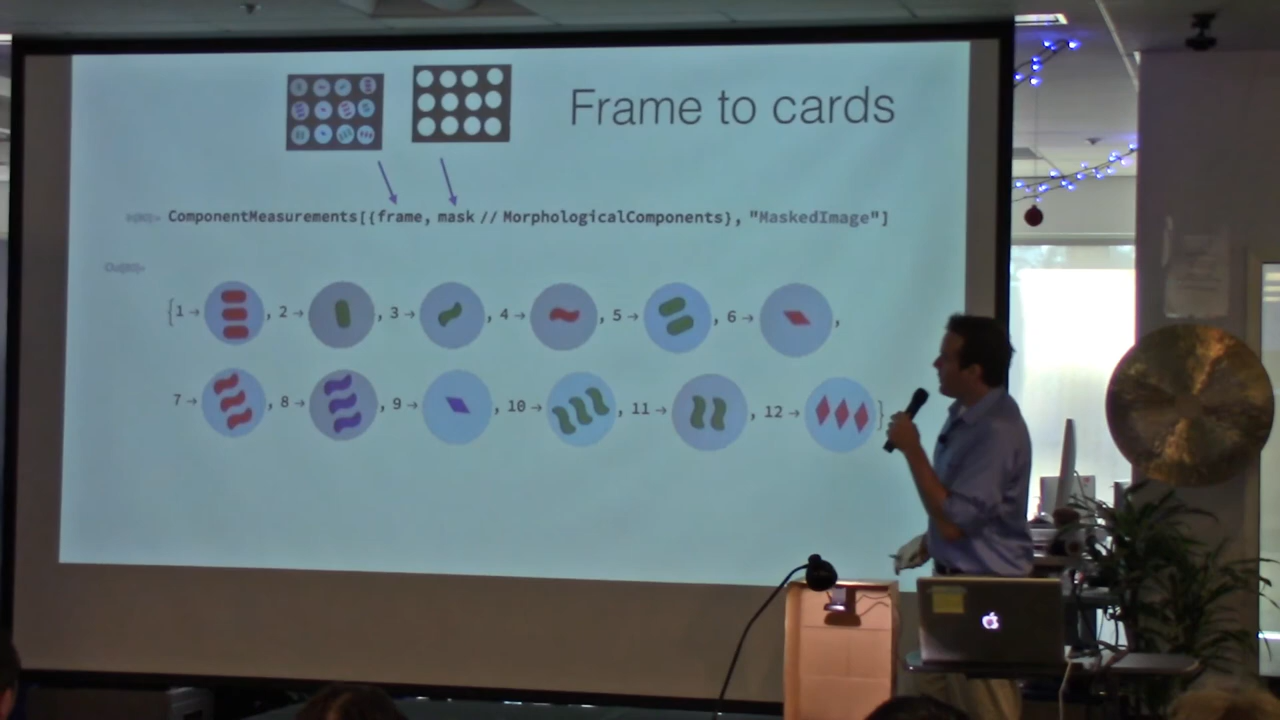 Frame to cards
ComponentMeasurements[{frame, mask // MorphologicalComponents}, "MaskedImage"]
{1 → , 2 → , 3 → , 4 → , 5 → , 6 → ,
7 → , 8 → , 9 → , 10 → , 11 → , 12 → }